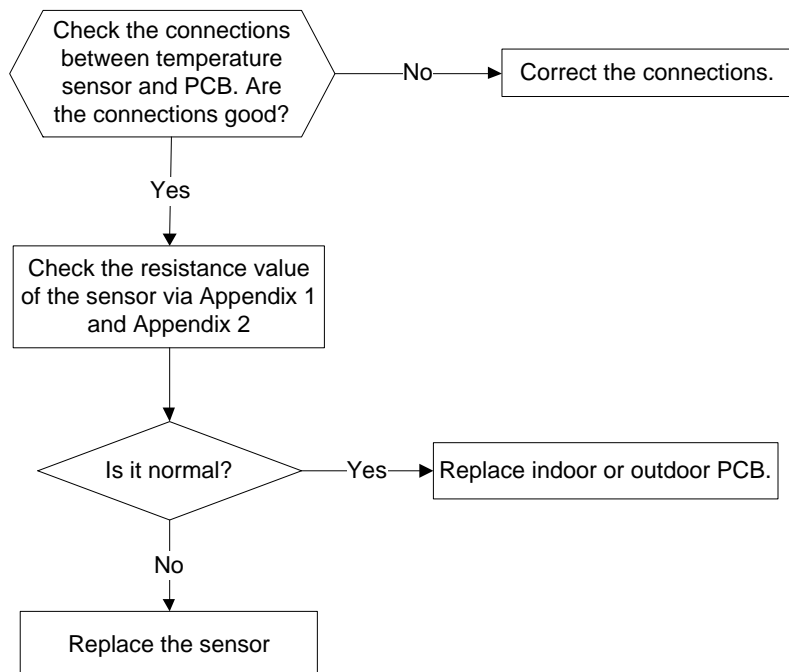 Check the connections
between temperature
sensor and PCB. Are
the connections good?
No
Correct the connections.
Yes
Check the resistance value
of the sensor via Appendix 1
and Appendix 2
Is it normal?
Yes
Replace indoor or outdoor PCB.
No
Replace the sensor